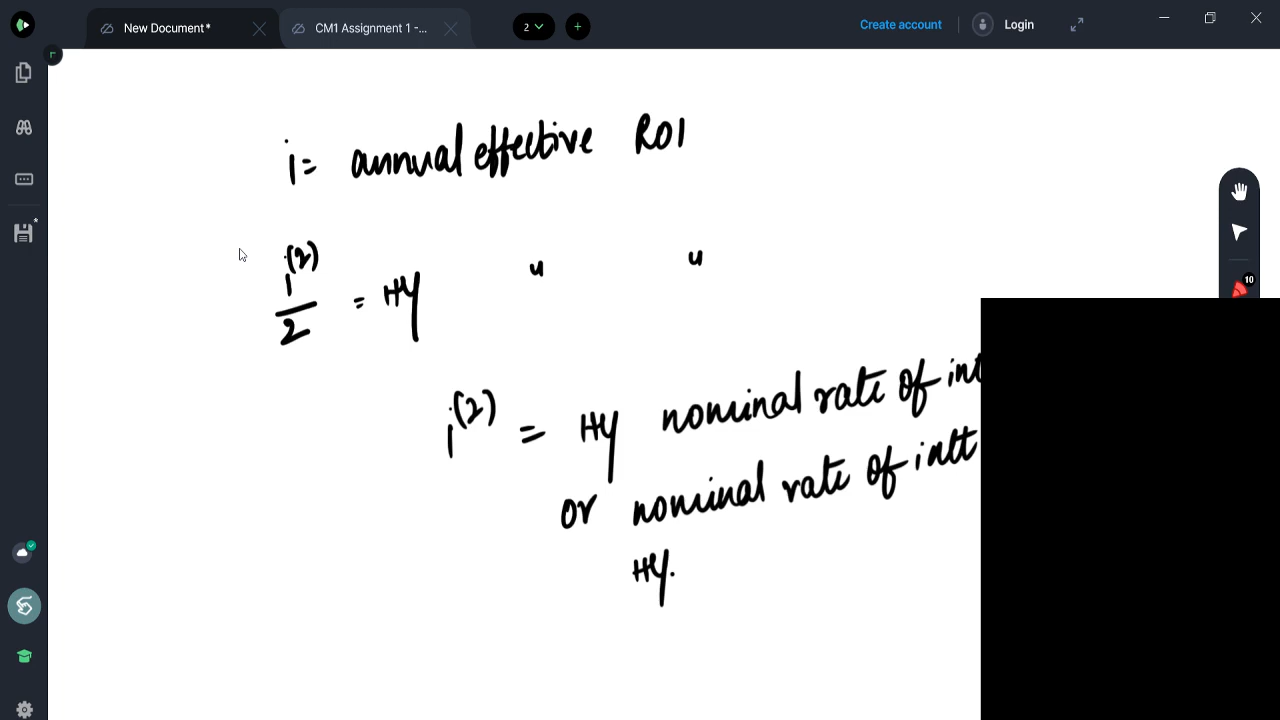 New Document*
CM1 Assignment 1 -...
2
Create account
Login
i = annual effective ROI
i(2)
2 = HY " "
10
i(2) = HY nominal rate of int
or nominal rate of intt
HY.